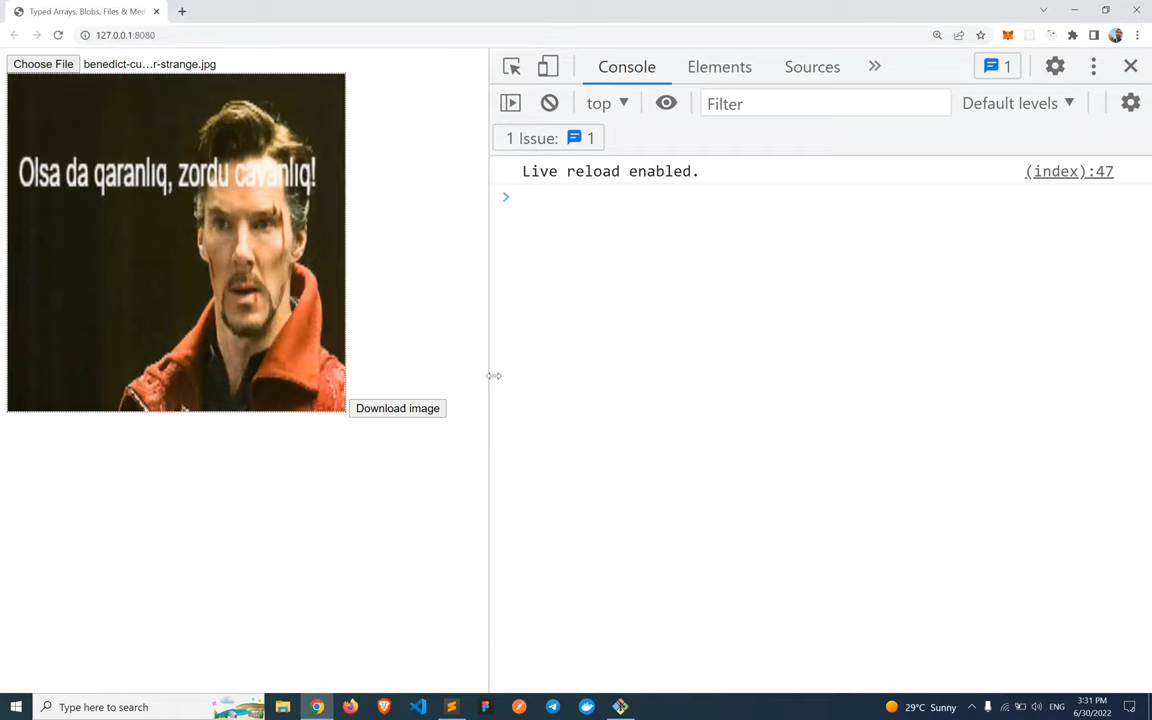 Typed Arrays, Blobs, Files & Med
127.0.0.1:8080
Choose File benedict-cu...r-strange.jpg
Olsa da qaranlıq, zordu cavanlıq!
Download image
Console Elements Sources 1
top Filter Default levels
1 Issue: 1
Live reload enabled. (index):47
Type here to search
29°C Sunny ENG
3:31 PM
6/30/2022